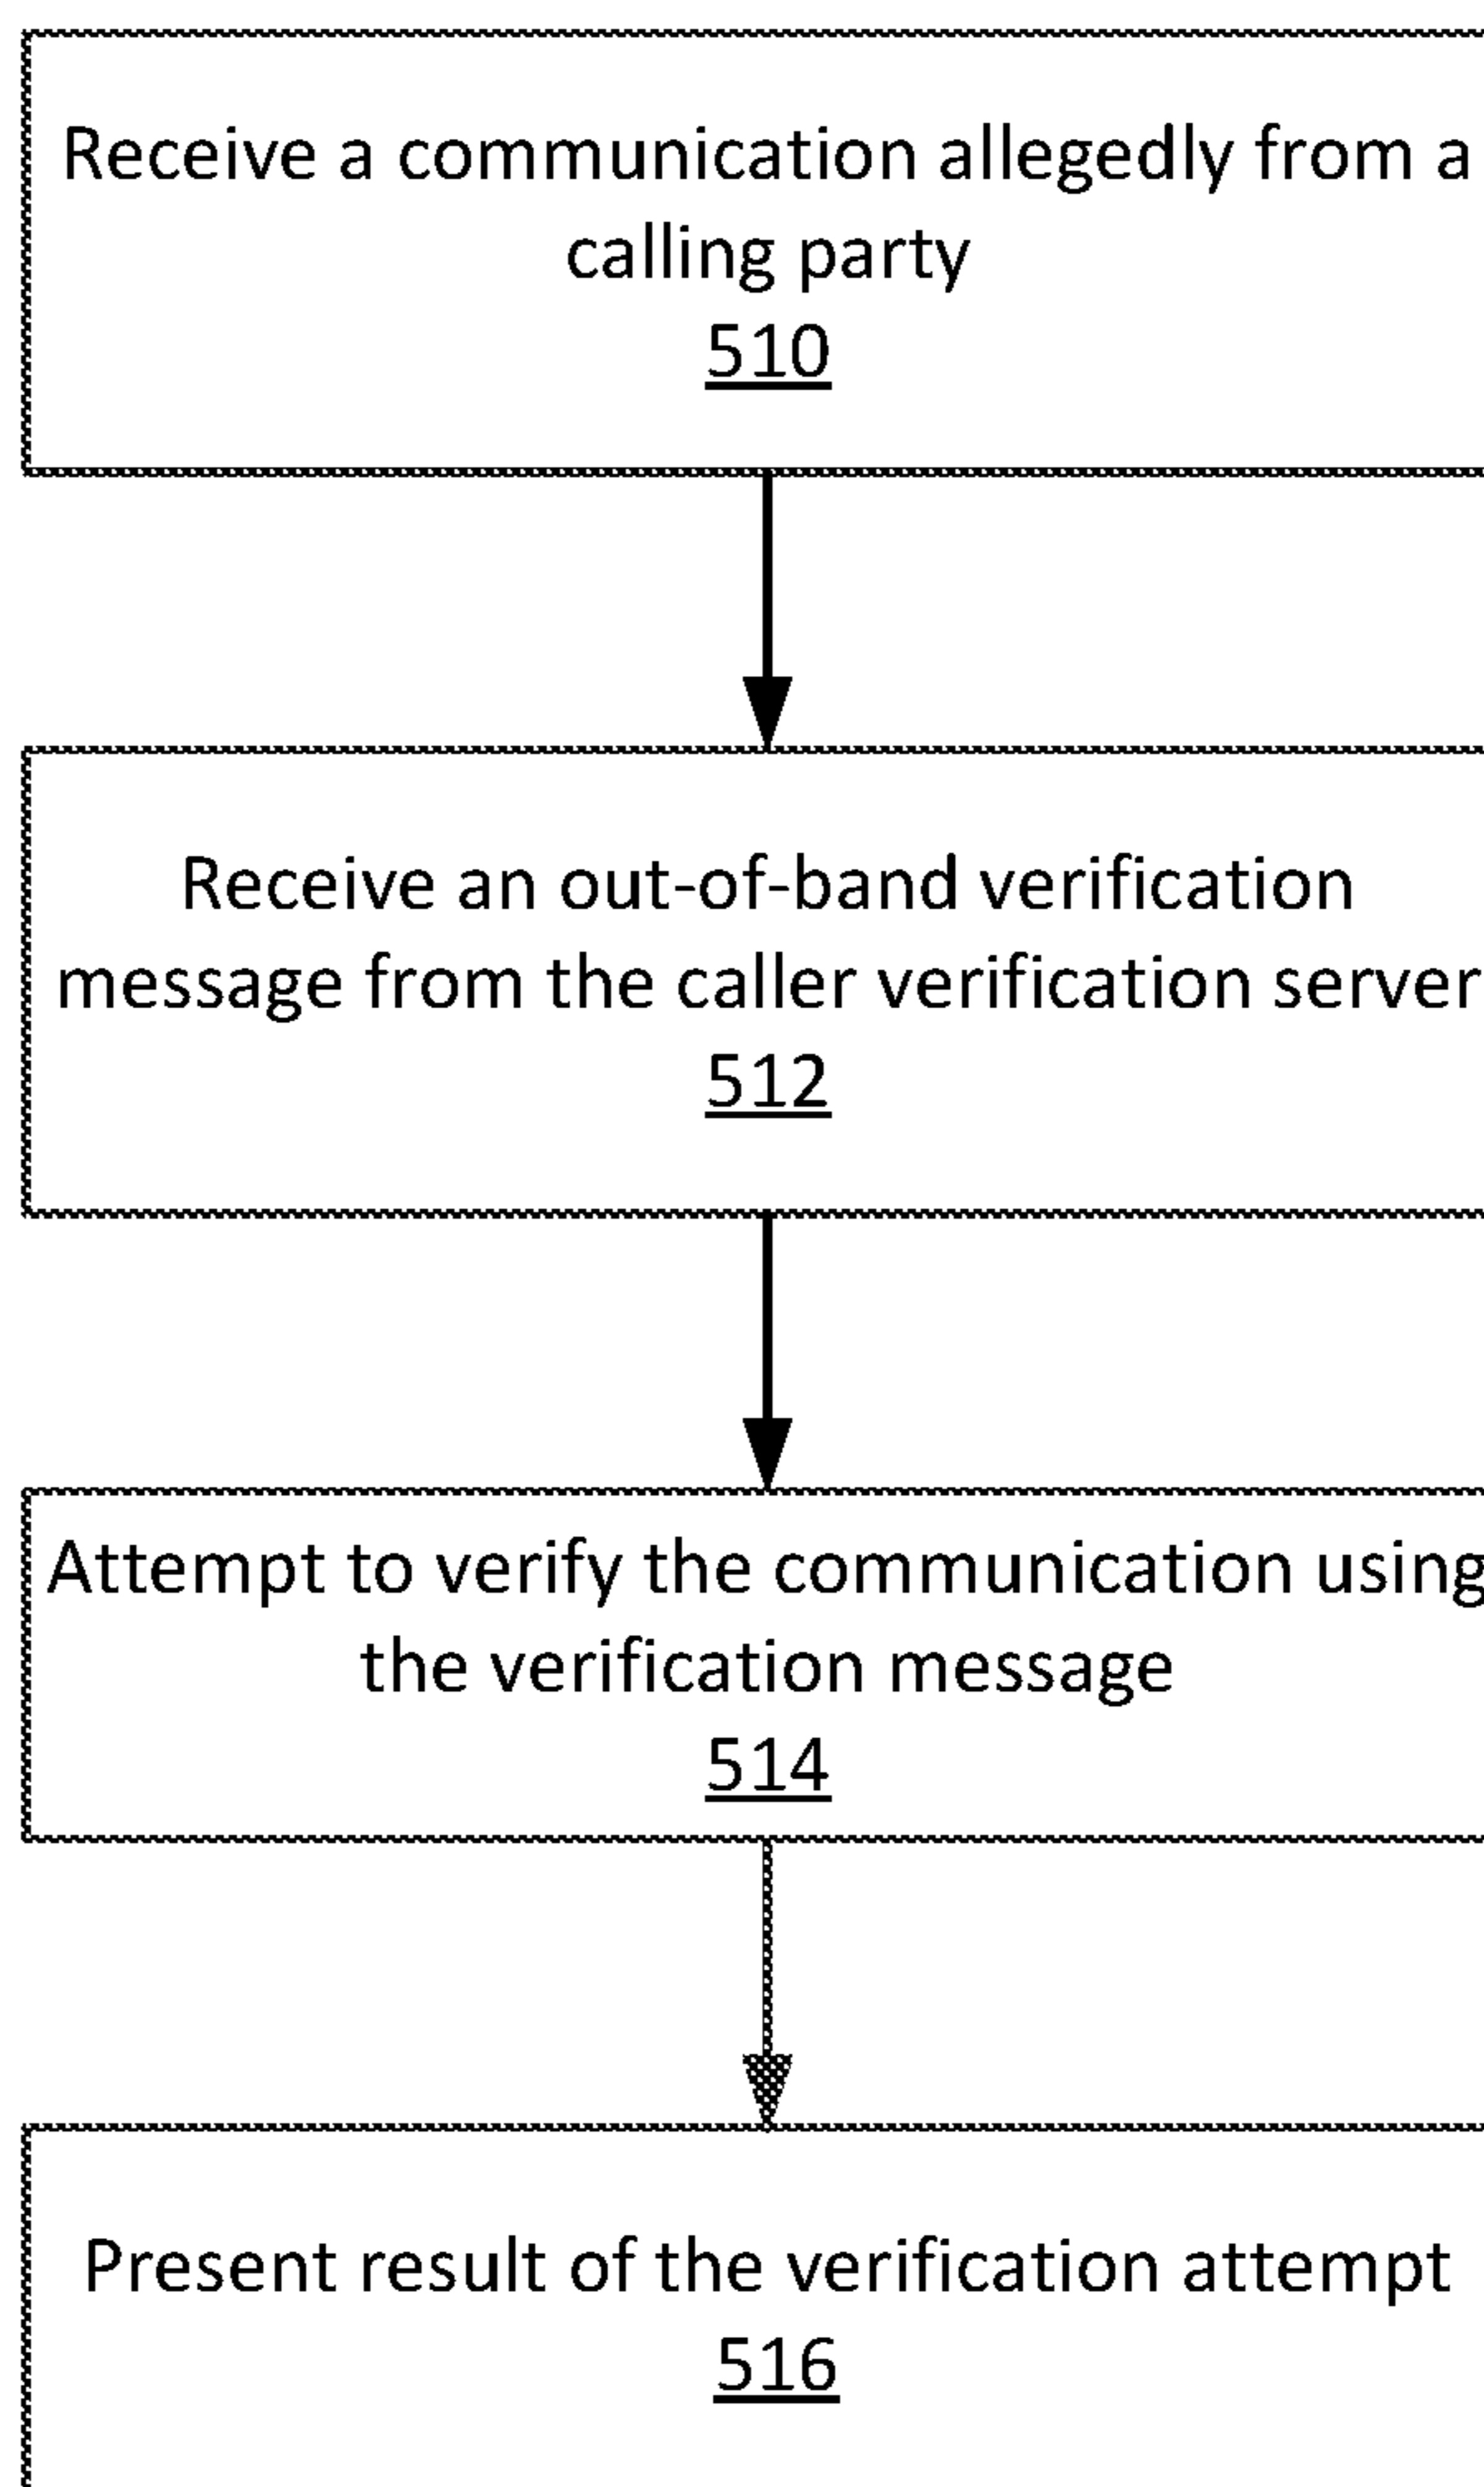 Receive a communication allegedly from a
calling party
510
Receive an out-of-band verification
message from the caller verification server
512
Attempt to verify the communication using
the verification message
514
Present result of the verification attempt
516